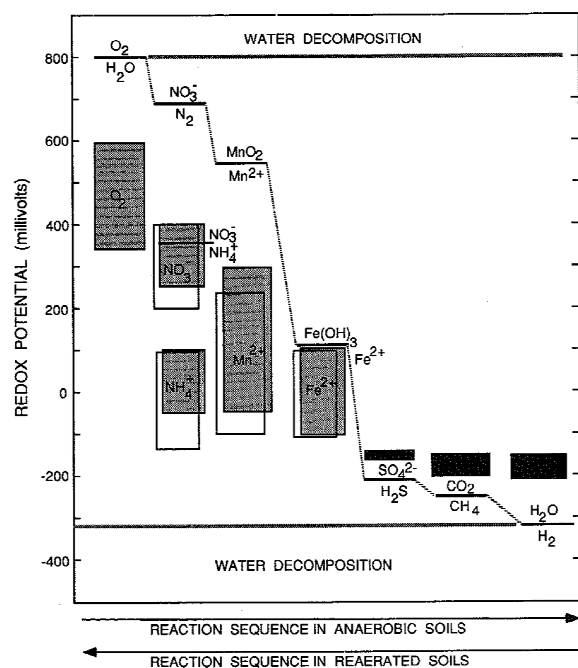 WATER DECOMPOSITION
800
600
400
200
0
-200
-400
REDOX POTENTIAL (millivolts)
O₂
H₂O
NO₃⁻
N₂
MnO₂
Mn²⁺
O₂
NO₃⁻
NH₄⁺
NO₃⁻
Mn²⁺
NH₄⁺
Fe(OH)₃
Fe²⁺
Fe²⁺
SO₄²⁻
H₂S
CO₂
CH₄
H₂O
H₂
WATER DECOMPOSITION
REACTION SEQUENCE IN ANAEROBIC SOILS
REACTION SEQUENCE IN REAERATED SOILS